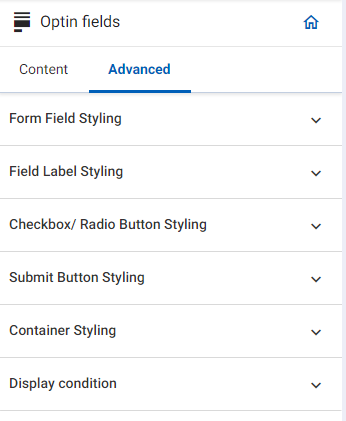 Optin fields
Content Advanced
Form Field Styling
Field Label Styling
Checkbox/ Radio Button Styling
Submit Button Styling
Container Styling
Display condition